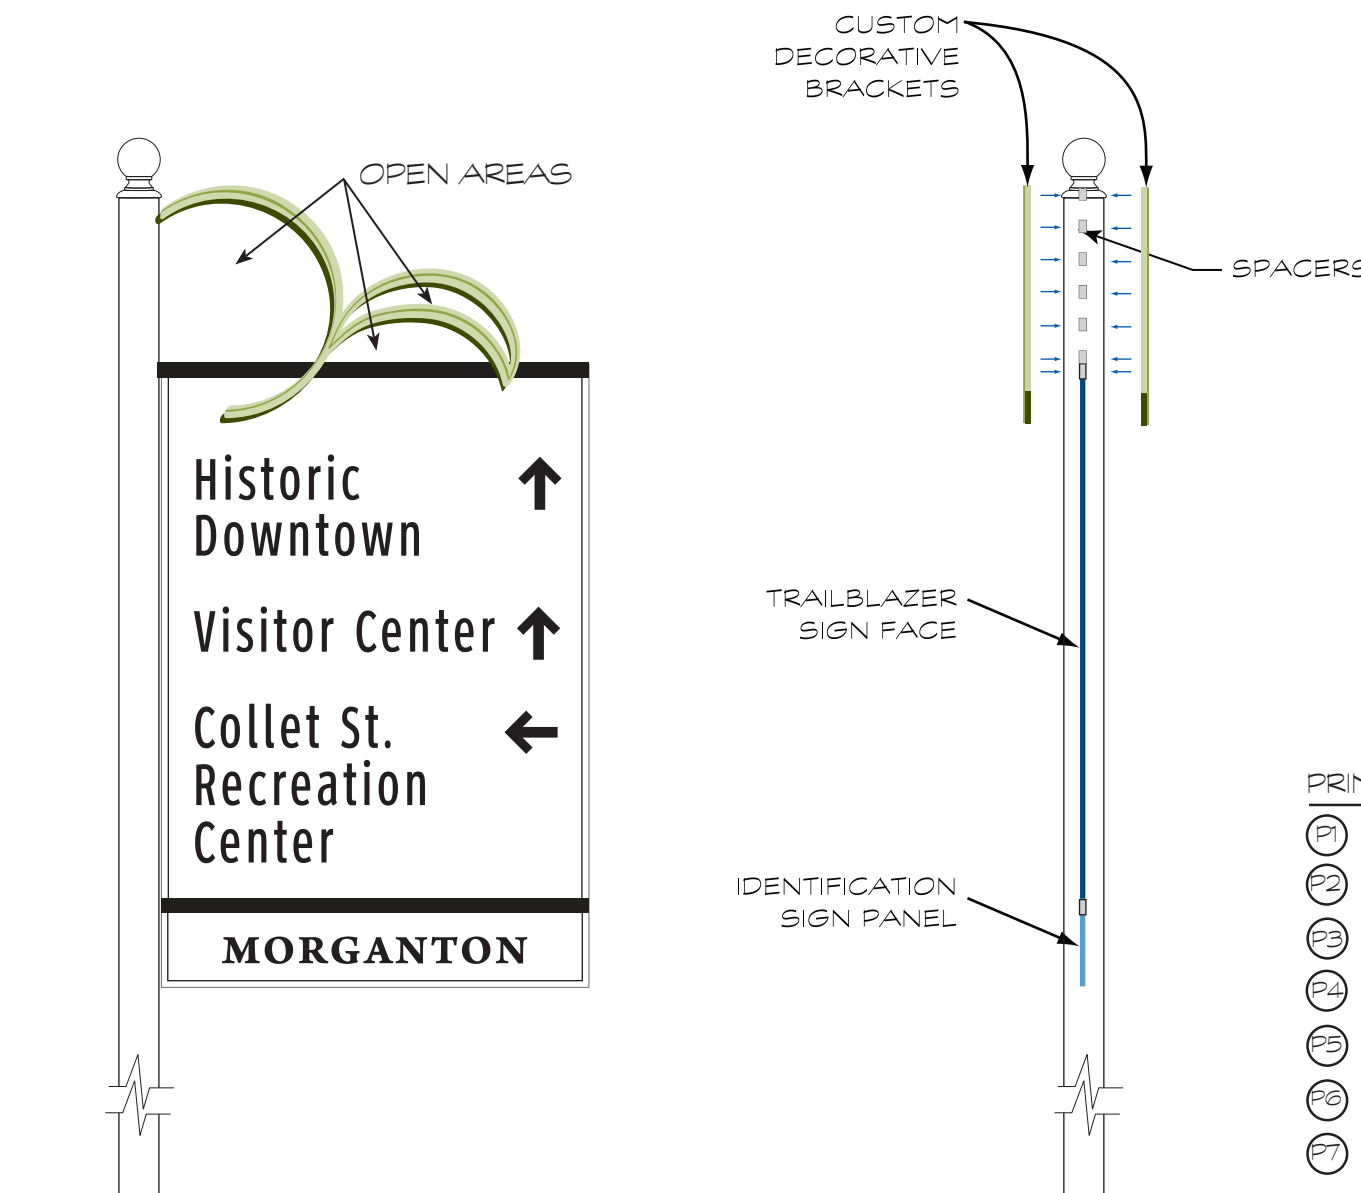 CUSTOM
DECORATIVE
BRACKETS
OPEN AREAS
SPACERS
Historic
Downtown
Visitor Center
Collet St.
Recreation
Center
MORGANTON
TRAILBLAZER
SIGN FACE
IDENTIFICATION
SIGN PANEL
P1
P2
P3
P4
P5
P6
P7